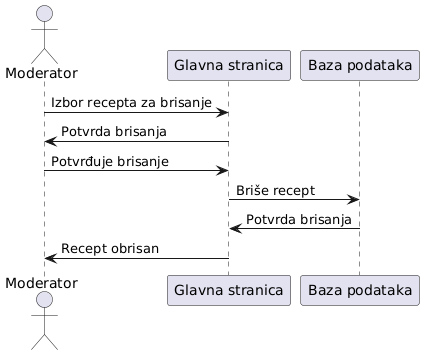 Moderator
Glavna stranica
Baza podataka
Izbor recepta za brisanje
Potvrda brisanja
Potvrđuje brisanje
Briše recept
Potvrda brisanja
Recept obrisan
Moderator
Glavna stranica
Baza podataka